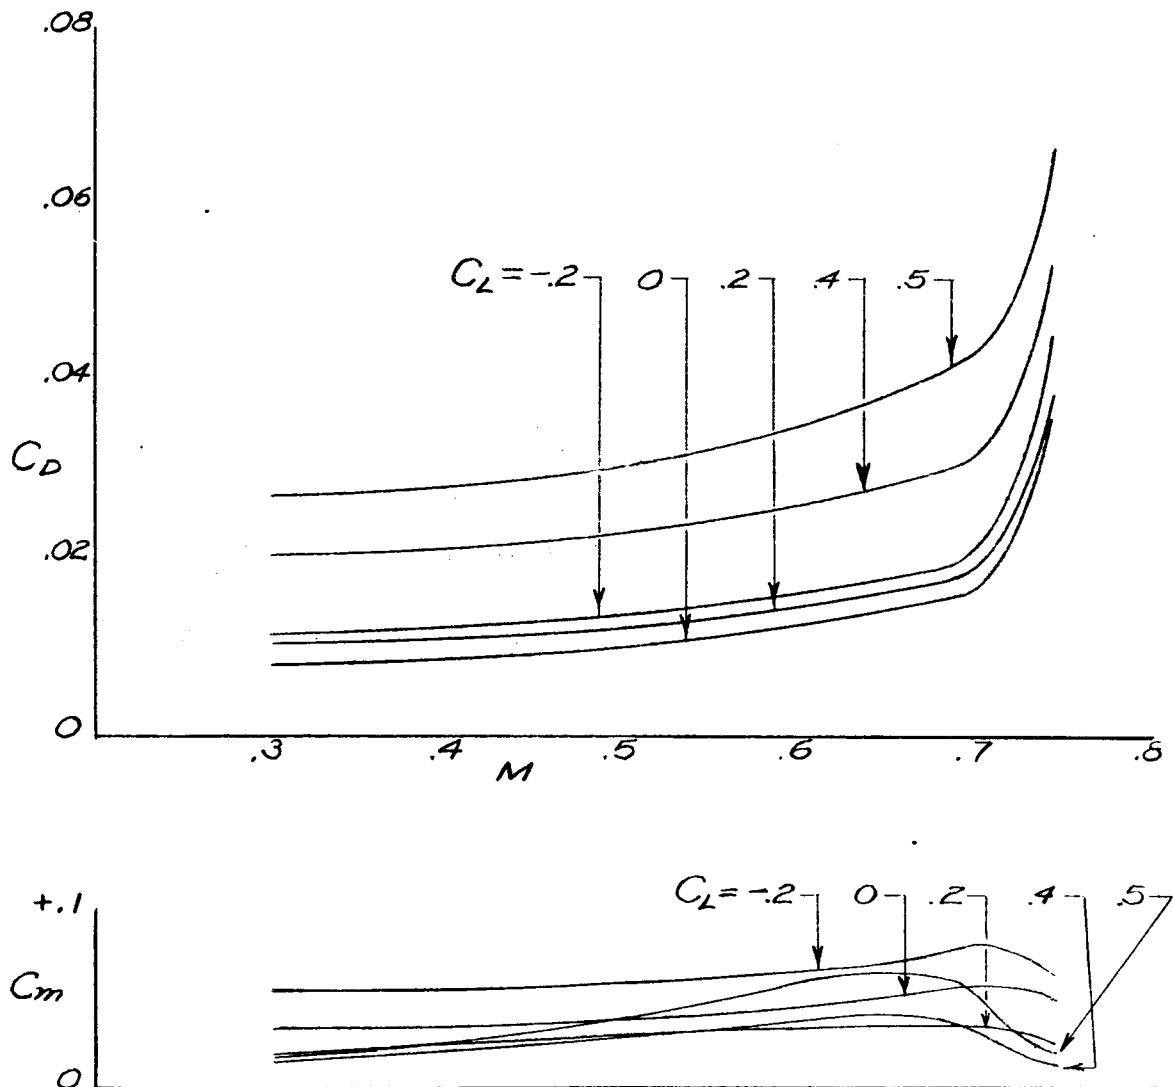 .08
.06
C_L = -.2 0 .2 .4 .5
.04
C_D
.02
0
.3 .4 .5 .6 .7 .8
M
C_L = -.2 0 .2 .4 .5
+.1
C_m
0